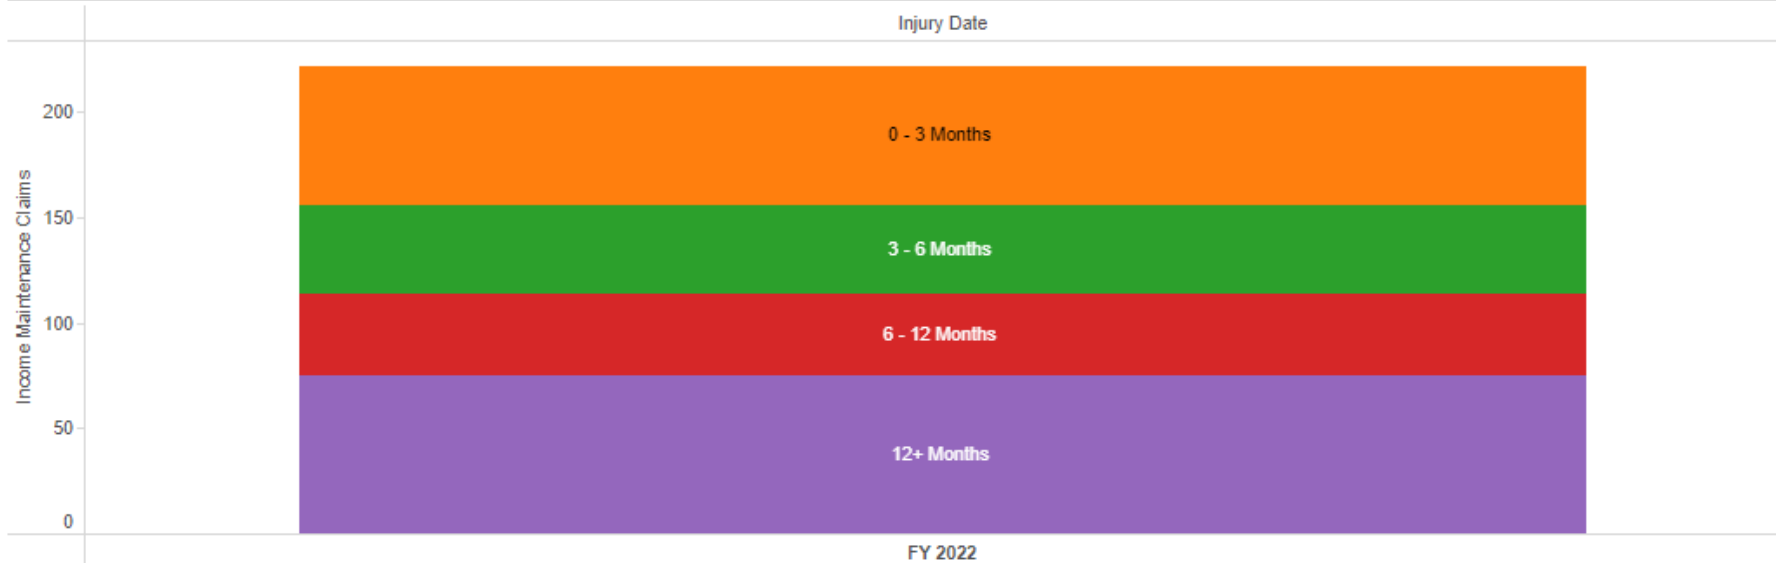 Injury Date
Income Maintenance Claims
200
150
100
50
0
0 - 3 Months
3 - 6 Months
6 - 12 Months
12+ Months
FY 2022